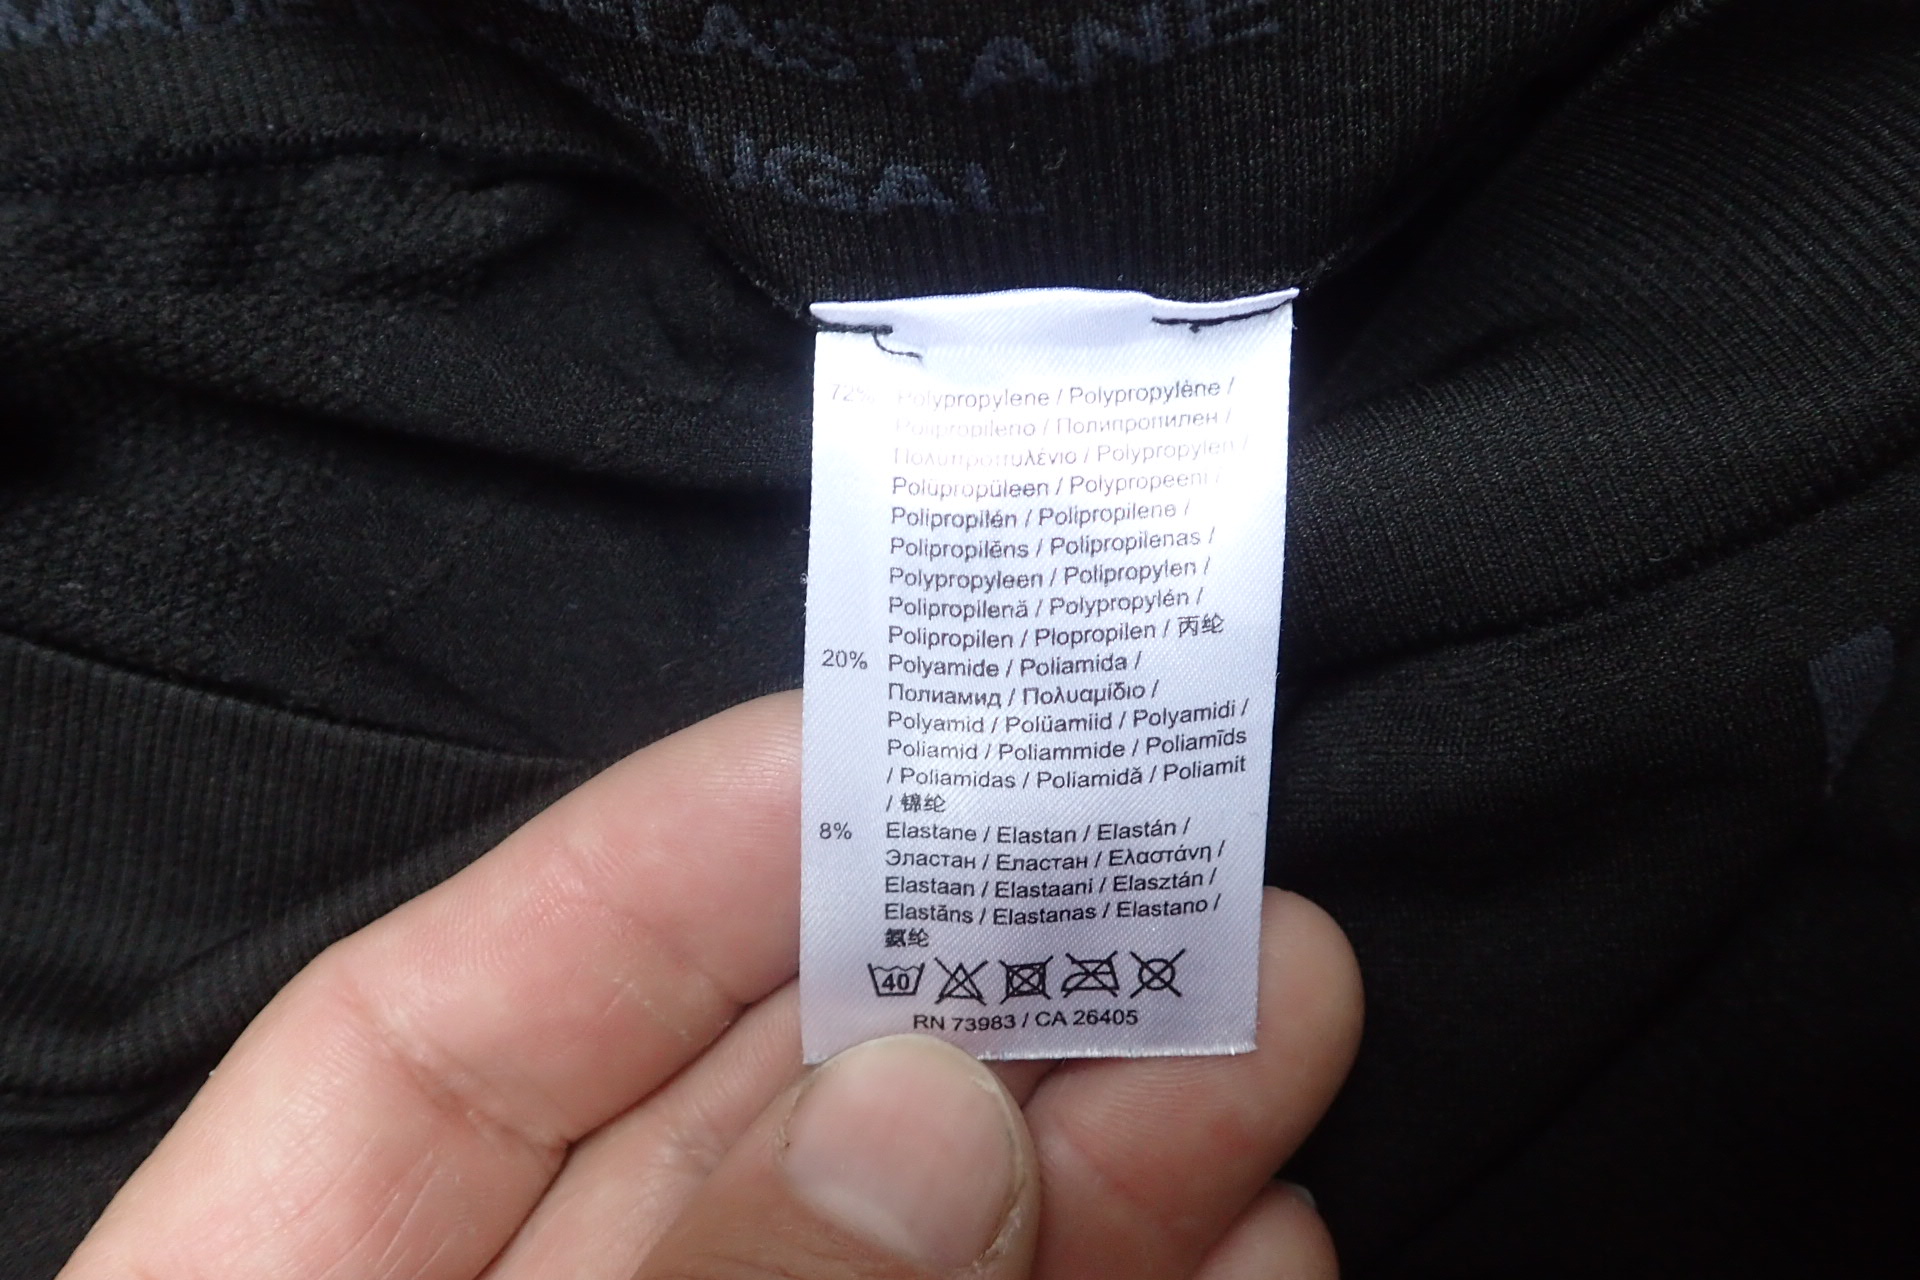 ELASTANE
72% Polypropylene / Polypropylène /
Polipropileno / Полипропилен /
Πολυπροπυλένιο / Polypropylen /
Polüpropüleen / Polypropeeni /
Polipropilén / Polipropilene /
Polipropilēns / Polipropilenas /
Polypropyleen / Polipropylen /
Polipropilenă / Polypropylén /
Polipropilen / Plopropilen / 丙纶
20% Polyamide / Poliamida /
Полиамид / Πολυαμίδιο /
Polyamid / Polüamiid / Polyamidi /
Poliamid / Poliammide / Poliamīds
/ Poliamidas / Poliamidă / Poliamit
/ 锦纶
8% Elastane / Elastan / Elastán /
Эластан / Еластан / Ελαστάνη /
Elastaan / Elastaani / Elasztán /
Elastāns / Elastanas / Elastano /
氨纶
40
RN 73983 / CA 26405